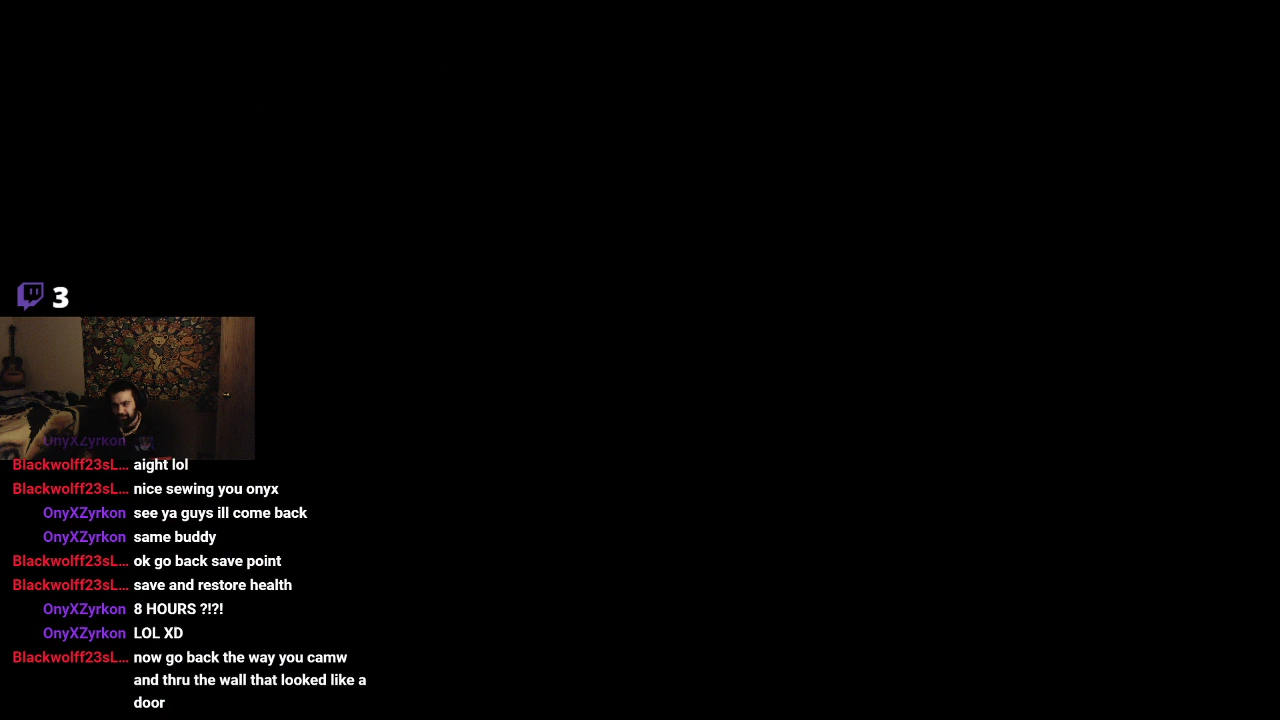 3
OnyXZyrkon
Blackwolff23sL... aight lol
Blackwolff23sL... nice sewing you onyx
OnyXZyrkon see ya guys ill come back
OnyXZyrkon same buddy
Blackwolff23sL... ok go back save point
Blackwolff23sL... save and restore health
OnyXZyrkon 8 HOURS ?!?!
OnyXZyrkon LOL XD
Blackwolff23sL... now go back the way you camw
and thru the wall that looked like a
door